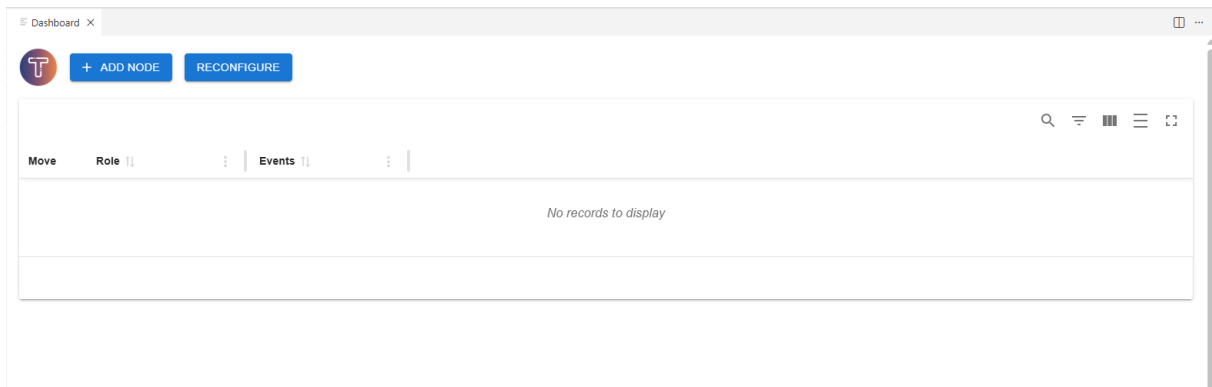 Dashboard
T
+ ADD NODE RECONFIGURE
Move Role Events
No records to display